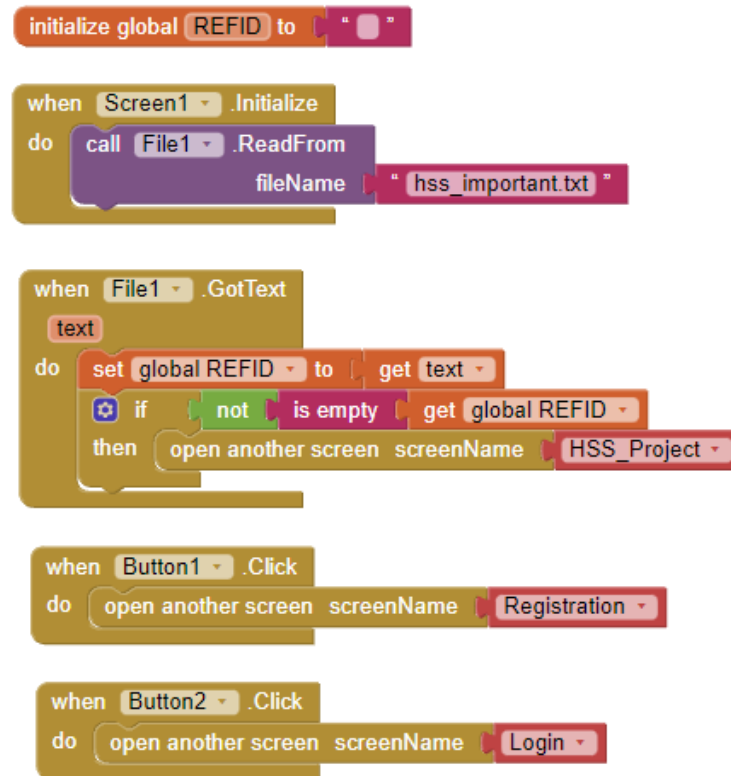 initialize global REFID to " "
when Screen1 .Initialize
do call File1 .ReadFrom
fileName " hss_important.txt "
when File1 .GotText
text
do set global REFID to get text
if not is empty get global REFID
then open another screen screenName HSS_Project
when Button1 .Click
do open another screen screenName Registration
when Button2 .Click
do open another screen screenName Login